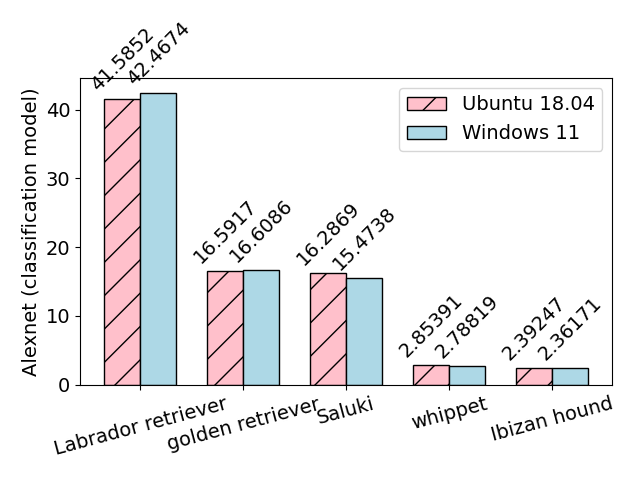 41.5852
42.4674
16.5917
16.6086
16.2869
15.4738
2.85391
2.78819
2.39247
2.36171
Ubuntu 18.04
Windows 11
Alexnet (classification model)
40
30
20
10
0
Labrador retriever
golden retriever
Saluki
whippet
Ibizan hound